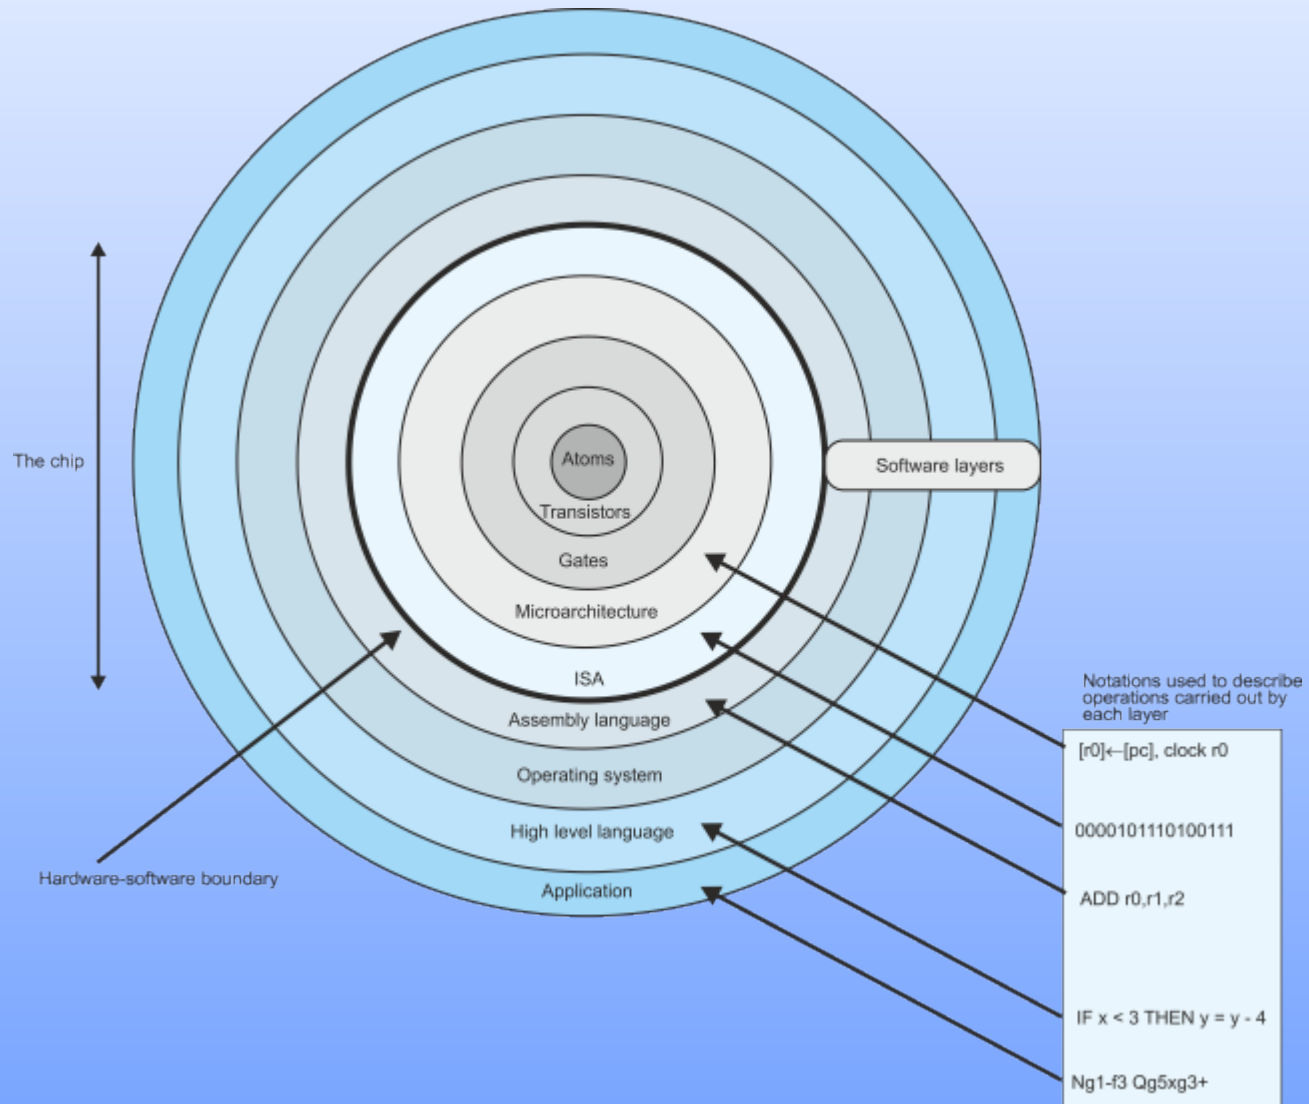 The chip
Atoms
Transistors
Gates
Microarchitecture
ISA
Assembly language
Operating system
High level language
Application
Software layers
Hardware-software boundary
Notations used to describe
operations carried out by
each layer
[r0]←[pc], clock r0
0000101110100111
ADD r0,r1,r2
IF x < 3 THEN y = y - 4
Ng1-f3 Qg5xg3+